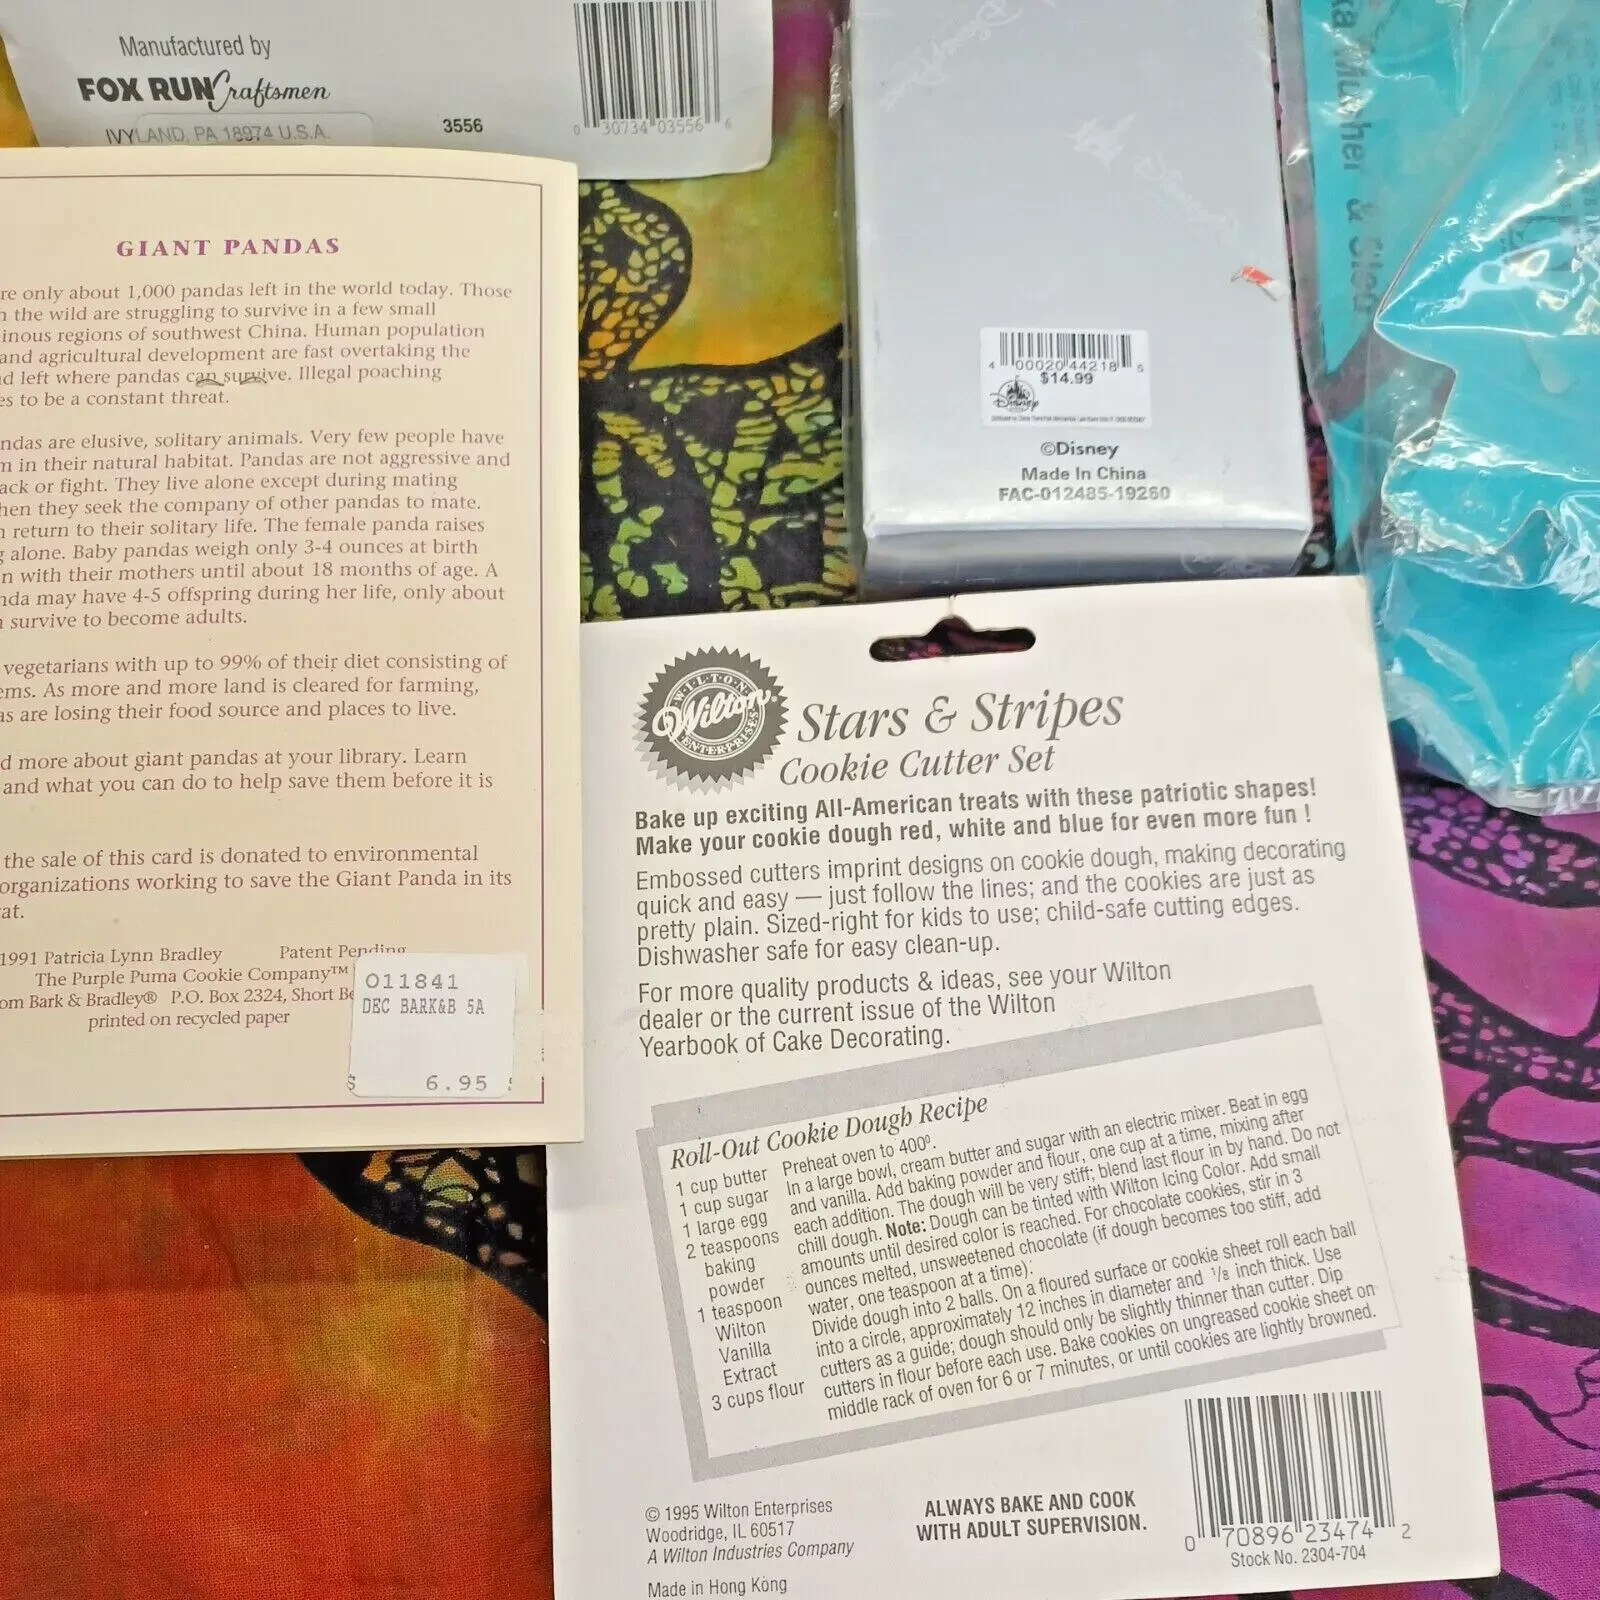 Manufactured by
FOX RUN Craftsmen
IVYLAND, PA 18974 U.S.A.
3556
0 30734 03556 6
GIANT PANDAS
re only about 1,000 pandas left in the world today. Those
n the wild are struggling to survive in a few small
inous regions of southwest China. Human population
and agricultural development are fast overtaking the
d left where pandas can survive. Illegal poaching
es to be a constant threat.
ndas are elusive, solitary animals. Very few people have
m in their natural habitat. Pandas are not aggressive and
ack or fight. They live alone except during mating
hen they seek the company of other pandas to mate.
n return to their solitary life. The female panda raises
g alone. Baby pandas weigh only 3-4 ounces at birth
n with their mothers until about 18 months of age. A
nda may have 4-5 offspring during her life, only about
n survive to become adults.
vegetarians with up to 99% of their diet consisting of
ems. As more and more land is cleared for farming,
as are losing their food source and places to live.
d more about giant pandas at your library. Learn
and what you can do to help save them before it is
the sale of this card is donated to environmental
organizations working to save the Giant Panda in its
at.
1991 Patricia Lynn Bradley Patent Pending
The Purple Puma Cookie Company™
om Bark & Bradley® P.O. Box 2324, Short Be
printed on recycled paper
011841
DEC BARK&B 5A
$ 6.95
4 00020 44218 5
$14.99
Disney
©Disney
Made In China
FAC-012485-19260
ka Musher & Sled
WILTON
Wilton
ENTERPRISES
Stars & Stripes
Cookie Cutter Set
Bake up exciting All-American treats with these patriotic shapes!
Make your cookie dough red, white and blue for even more fun !
Embossed cutters imprint designs on cookie dough, making decorating
quick and easy — just follow the lines; and the cookies are just as
pretty plain. Sized-right for kids to use; child-safe cutting edges.
Dishwasher safe for easy clean-up.
For more quality products & ideas, see your Wilton
dealer or the current issue of the Wilton
Yearbook of Cake Decorating.
Roll-Out Cookie Dough Recipe
1 cup butter
1 cup sugar
1 large egg
2 teaspoons
baking
powder
1 teaspoon
Wilton
Vanilla
Extract
3 cups flour
Preheat oven to 400º.
In a large bowl, cream butter and sugar with an electric mixer. Beat in egg
and vanilla. Add baking powder and flour, one cup at a time, mixing after
each addition. The dough will be very stiff; blend last flour in by hand. Do not
chill dough. Note: Dough can be tinted with Wilton Icing Color. Add small
amounts until desired color is reached. For chocolate cookies, stir in 3
ounces melted, unsweetened chocolate (if dough becomes too stiff, add
water, one teaspoon at a time).
Divide dough into 2 balls. On a floured surface or cookie sheet roll each ball
into a circle, approximately 12 inches in diameter and 1/8 inch thick. Use
cutters as a guide; dough should only be slightly thinner than cutter. Dip
cutters in flour before each use. Bake cookies on ungreased cookie sheet on
middle rack of oven for 6 or 7 minutes, or until cookies are lightly browned.
© 1995 Wilton Enterprises
Woodridge, IL 60517
A Wilton Industries Company
Made in Hong Kong
ALWAYS BAKE AND COOK
WITH ADULT SUPERVISION.
0 70896 23474 2
Stock No. 2304-704